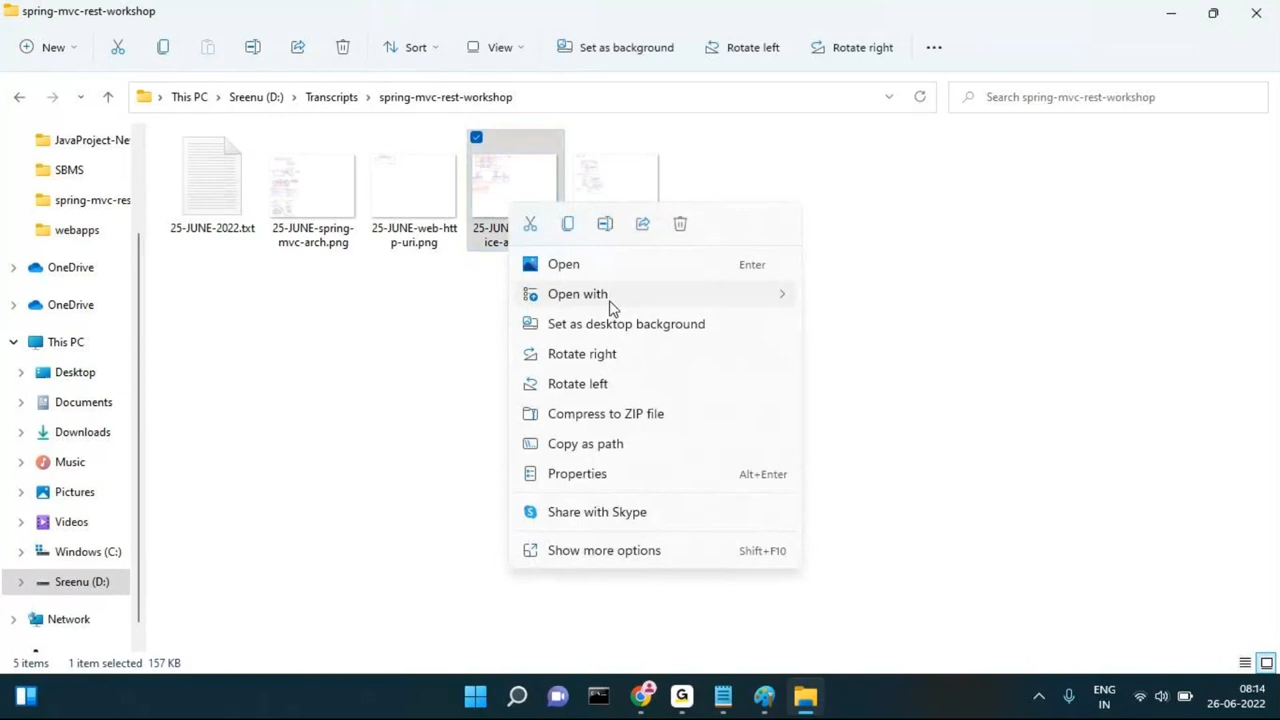 spring-mvc-rest-workshop
New
Sort
View
Set as background
Rotate left
Rotate right
This PC
Sreenu (D:)
Transcripts
spring-mvc-rest-workshop
Search spring-mvc-rest-workshop
JavaProject-Ne
SBMS
spring-mvc-res
webapps
OneDrive
OneDrive
This PC
Desktop
Documents
Downloads
Music
Pictures
Videos
Windows (C:)
Sreenu (D:)
Network
25-JUNE-2022.txt
25-JUNE-spring-
mvc-arch.png
25-JUNE-web-htt
p-uri.png
25-JUN
ice-a
Open Enter
Open with
Set as desktop background
Rotate right
Rotate left
Compress to ZIP file
Copy as path
Properties Alt+Enter
Share with Skype
Show more options Shift+F10
5 items 1 item selected 157 KB
ENG
IN
08:14
26-06-2022